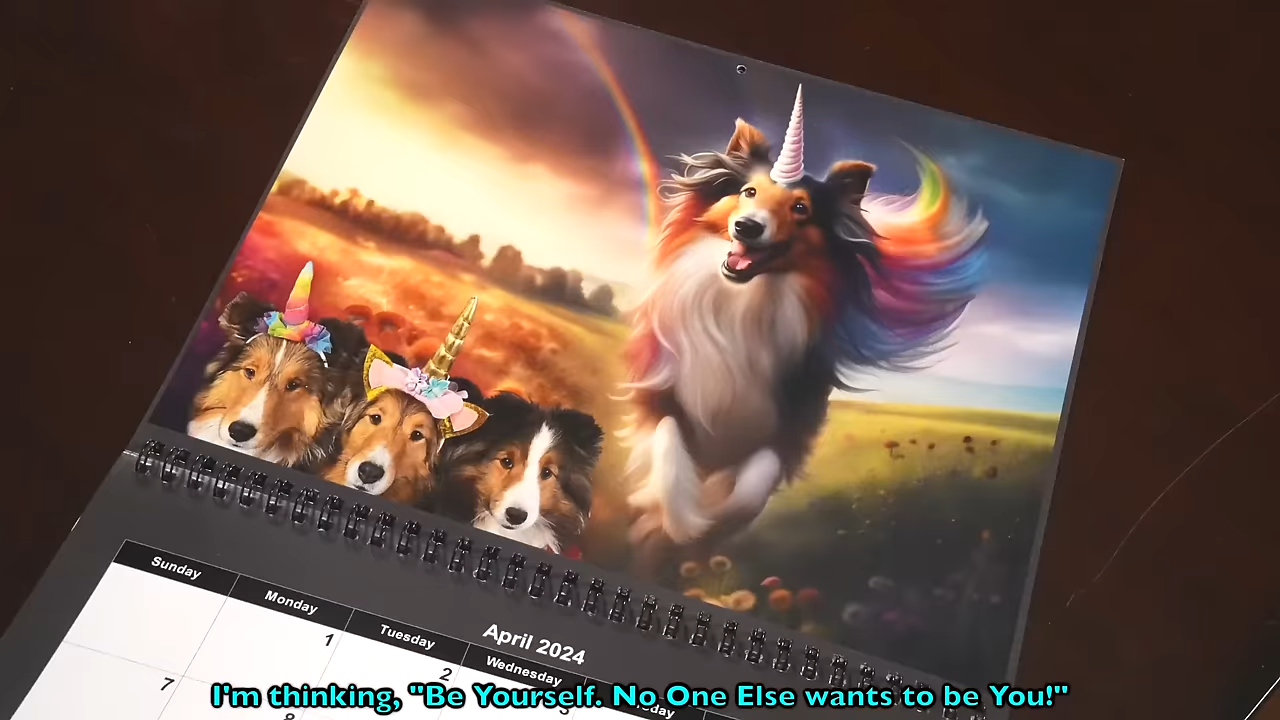 April 2024
Sunday
Monday
Tuesday
Wednesday
1
2
7
I'm thinking, "Be Yourself. No One Else wants to be You!"